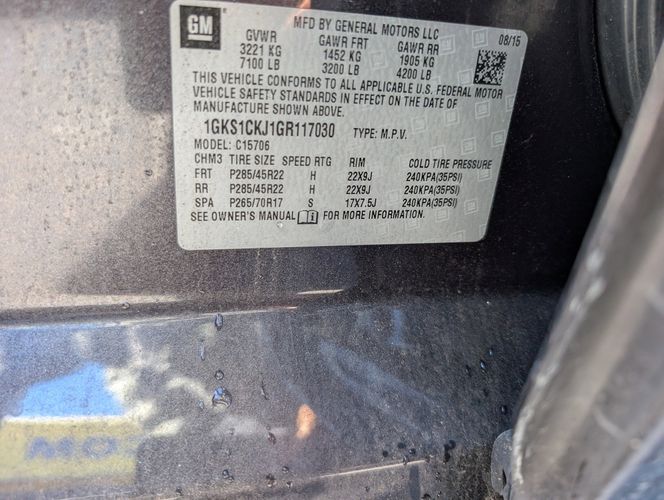 GM
MFD BY GENERAL MOTORS LLC
GVWR GAWR FRT GAWR RR 08/15
3221 KG 1452 KG 1905 KG
7100 LB 3200 LB 4200 LB
THIS VEHICLE CONFORMS TO ALL APPLICABLE U.S. FEDERAL MOTOR
VEHICLE SAFETY STANDARDS IN EFFECT ON THE DATE OF
MANUFACTURE SHOWN ABOVE.
1GKS1CKJ1GR117030 TYPE: M.P.V.
MODEL: C15706
CHM3 TIRE SIZE SPEED RTG RIM COLD TIRE PRESSURE
FRT P285/45R22 H 22X9J 240KPA(35PSI)
RR P285/45R22 H 22X9J 240KPA(35PSI)
SPA P265/70R17 S 17X7.5J 240KPA(35PSI)
SEE OWNER'S MANUAL FOR MORE INFORMATION.